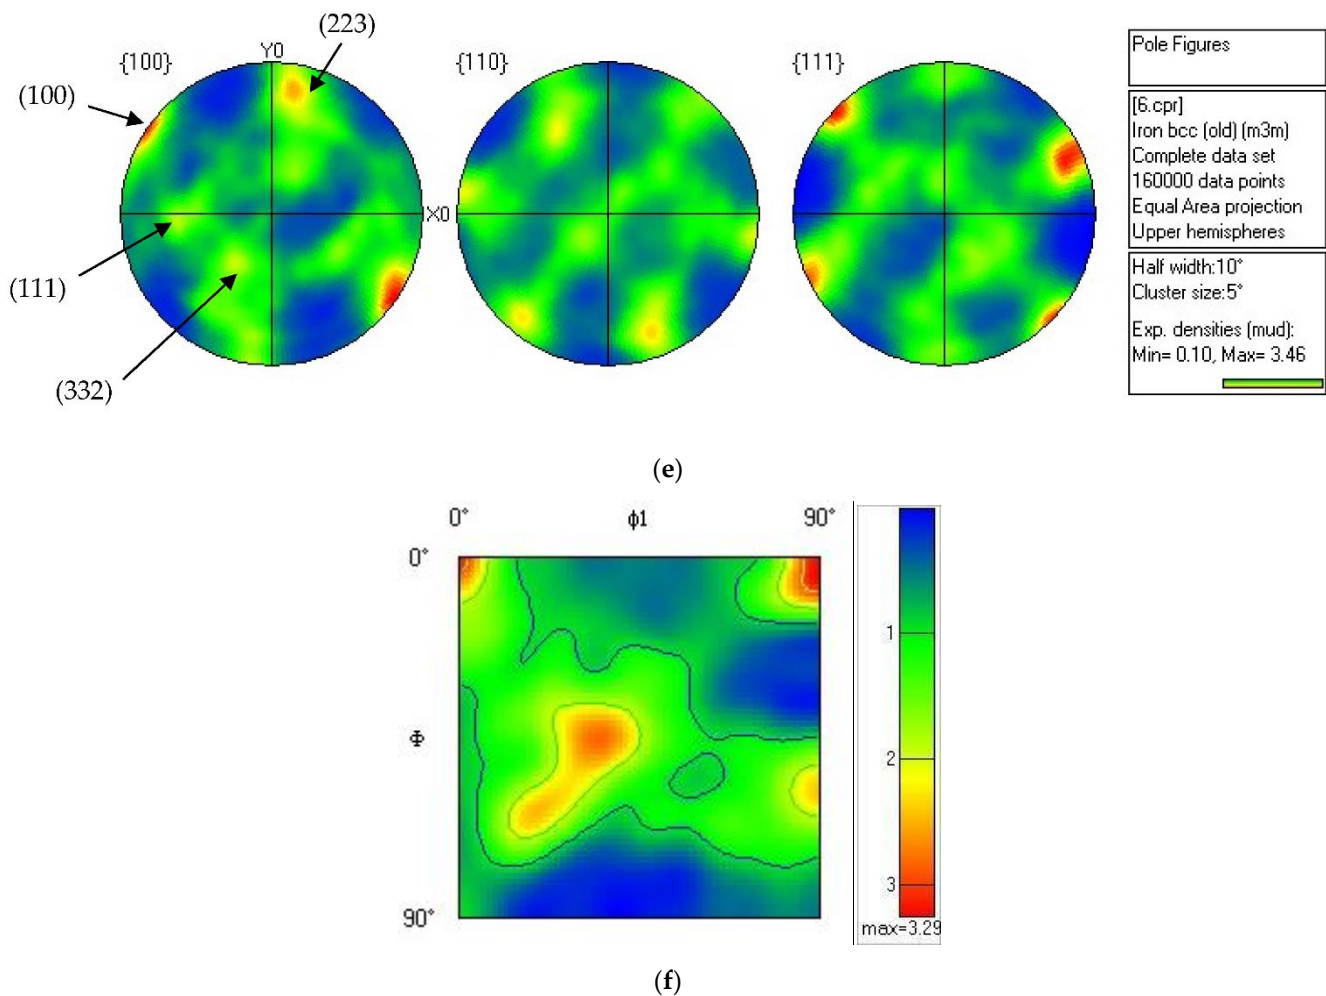 (223)
Y0
{100}
{110}
{111}
(100)
X0
(111)
(332)
Pole Figures
[6.cpr]
Iron bcc (old) (m3m)
Complete data set
160000 data points
Equal Area projection
Upper hemispheres
Half width:10°
Cluster size:5°
Exp. densities (mud):
Min= 0.10, Max= 3.46
(e)
0° ϕ1 90°
0°
Φ
90°
1
2
3
max=3.29
(f)